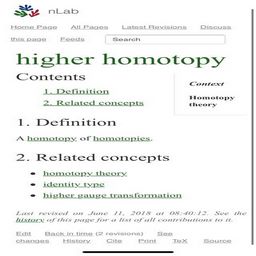 nLab
Home Page   All Pages   Latest Revisions   Discuss
this page   Feeds   Search
higher homotopy
Contents
Context
1. Definition
2. Related concepts
Homotopy
theory
1. Definition
A homotopy of homotopies.
2. Related concepts
• homotopy theory
• identity type
• higher gauge transformation
Last revised on June 11, 2018 at 08:40:12. See the
history of this page for a list of all contributions to it.
Edit   Back in time (2 revisions)   See
changes   History   Cite   Print   TeX   Source